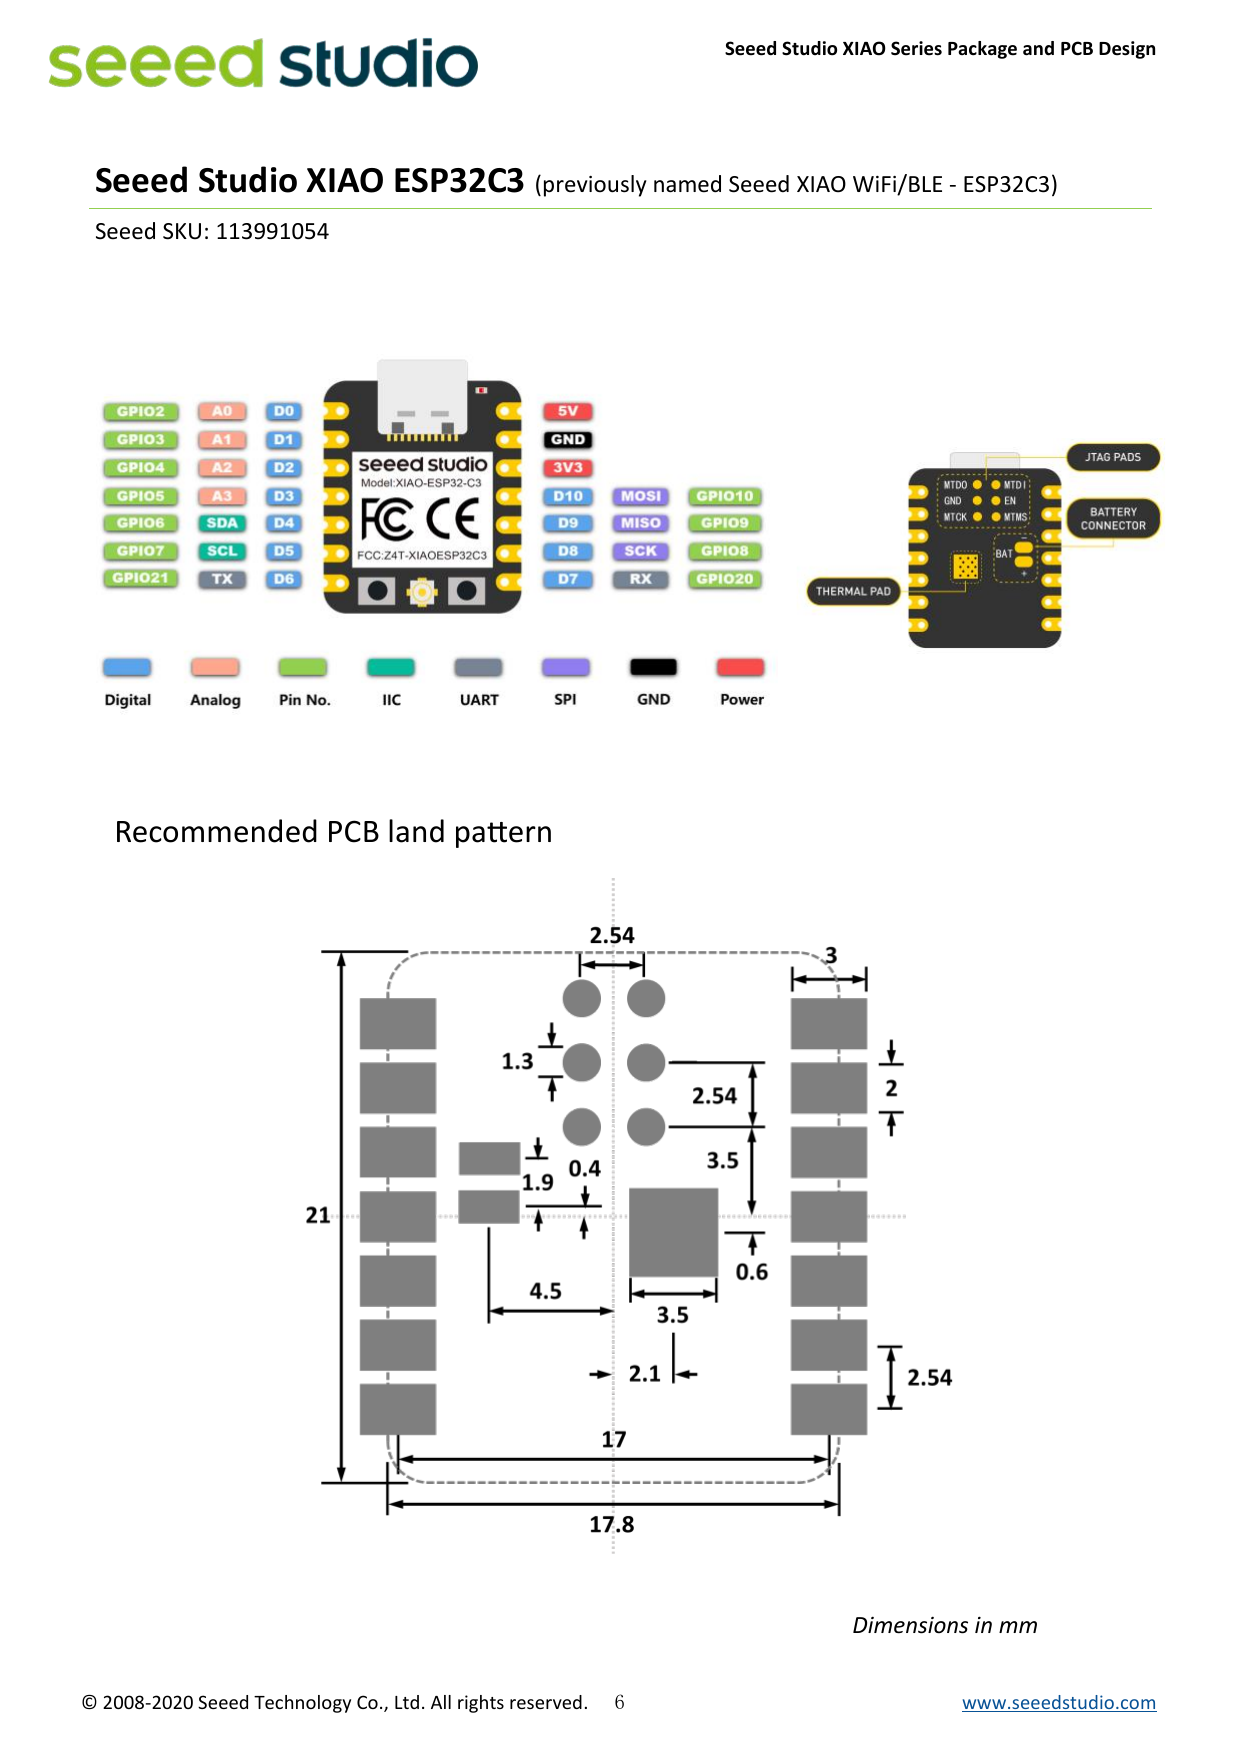 seeed studio
Seeed Studio XIAO Series Package and PCB Design
Seeed Studio XIAO ESP32C3 (previously named Seeed XIAO WiFi/BLE - ESP32C3)
Seeed SKU: 113991054
GPIO2 A0 D0 5V
GPIO3 A1 D1 GND
GPIO4 A2 D2 3V3
GPIO5 A3 D3 D10 MOSI GPIO10
GPIO6 SDA D4 D9 MISO GPIO9
GPIO7 SCL D5 D8 SCK GPIO8
GPIO21 TX D6 D7 RX GPIO20
seeed studio
Model:XIAO-ESP32-C3
FC CE
FCC:Z4T-XIAOESP32C3
JTAG PADS
MTDO MTDI
GND EN
MTCK MTMS
BATTERY
CONNECTOR
-
BAT
+
THERMAL PAD
Digital Analog Pin No. IIC UART SPI GND Power
Recommended PCB land pattern
2.54
3
1.3
2.54
2
3.5
0.4
1.9
21
0.6
4.5
3.5
2.1
2.54
17
17.8
Dimensions in mm
© 2008-2020 Seeed Technology Co., Ltd. All rights reserved. 6 www.seeedstudio.com